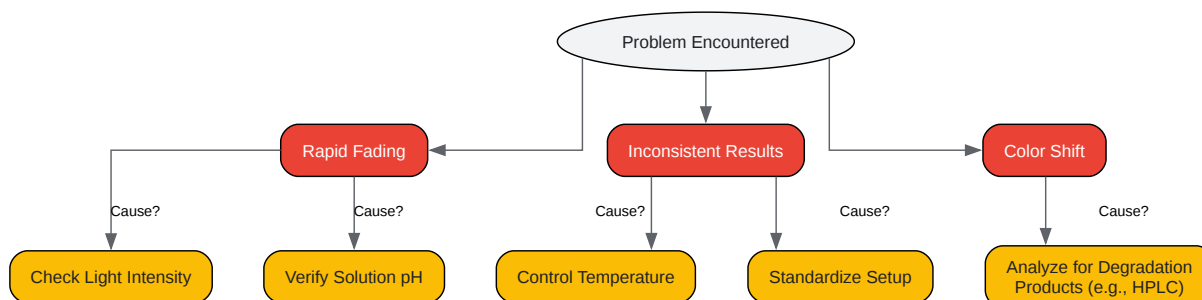 Problem Encountered
Rapid Fading
Inconsistent Results
Color Shift
Cause?
Cause?
Cause?
Cause?
Cause?
Check Light Intensity
Verify Solution pH
Control Temperature
Standardize Setup
Analyze for Degradation
Products (e.g., HPLC)